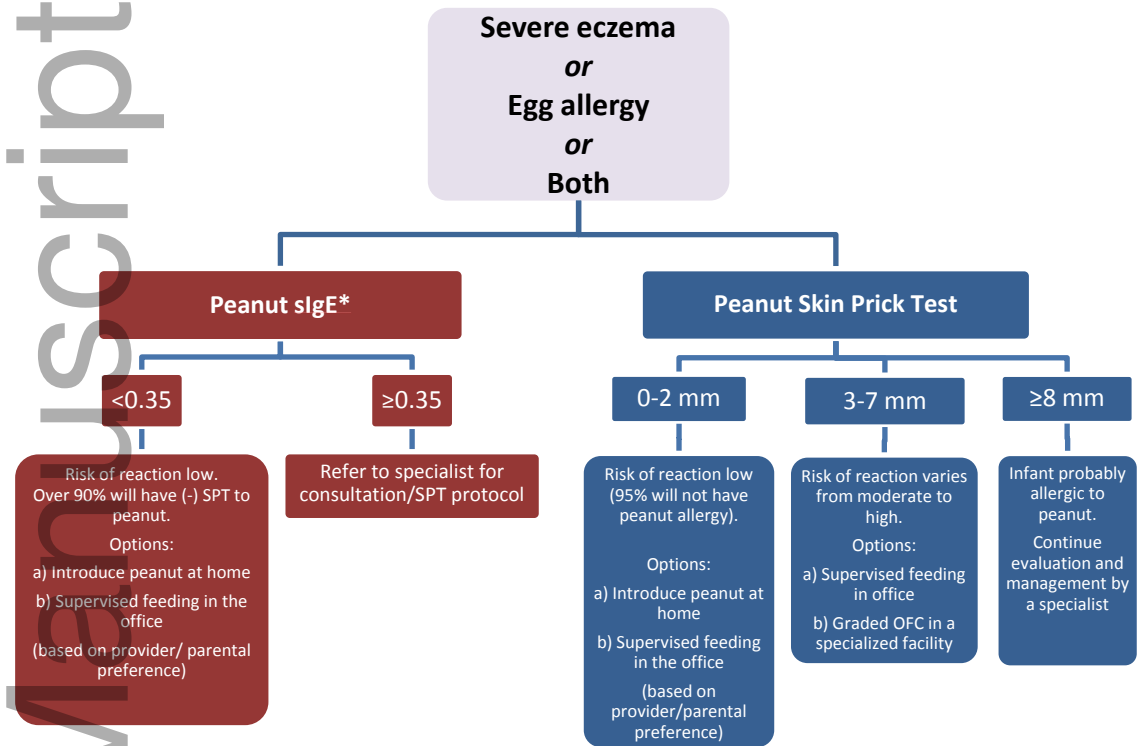 Manuscript
Severe eczema
or
Egg allergy
or
Both
Peanut sIgE*
<0.35
Risk of reaction low.
Over 90% will have (-) SPT to
peanut.
Options:
a) Introduce peanut at home
b) Supervised feeding in the
office
(based on provider/ parental
preference)
≥0.35
Refer to specialist for
consultation/SPT protocol
Peanut Skin Prick Test
0-2 mm
Risk of reaction low
(95% will not have
peanut allergy).
Options:
a) Introduce peanut at
home
b) Supervised feeding
in the office
(based on
provider/parental
preference)
3-7 mm
Risk of reaction varies
from moderate to
high.
Options:
a) Supervised feeding
in office
b) Graded OFC in a
specialized facility
≥8 mm
Infant probably
allergic to
peanut.
Continue
evaluation and
management by
a specialist